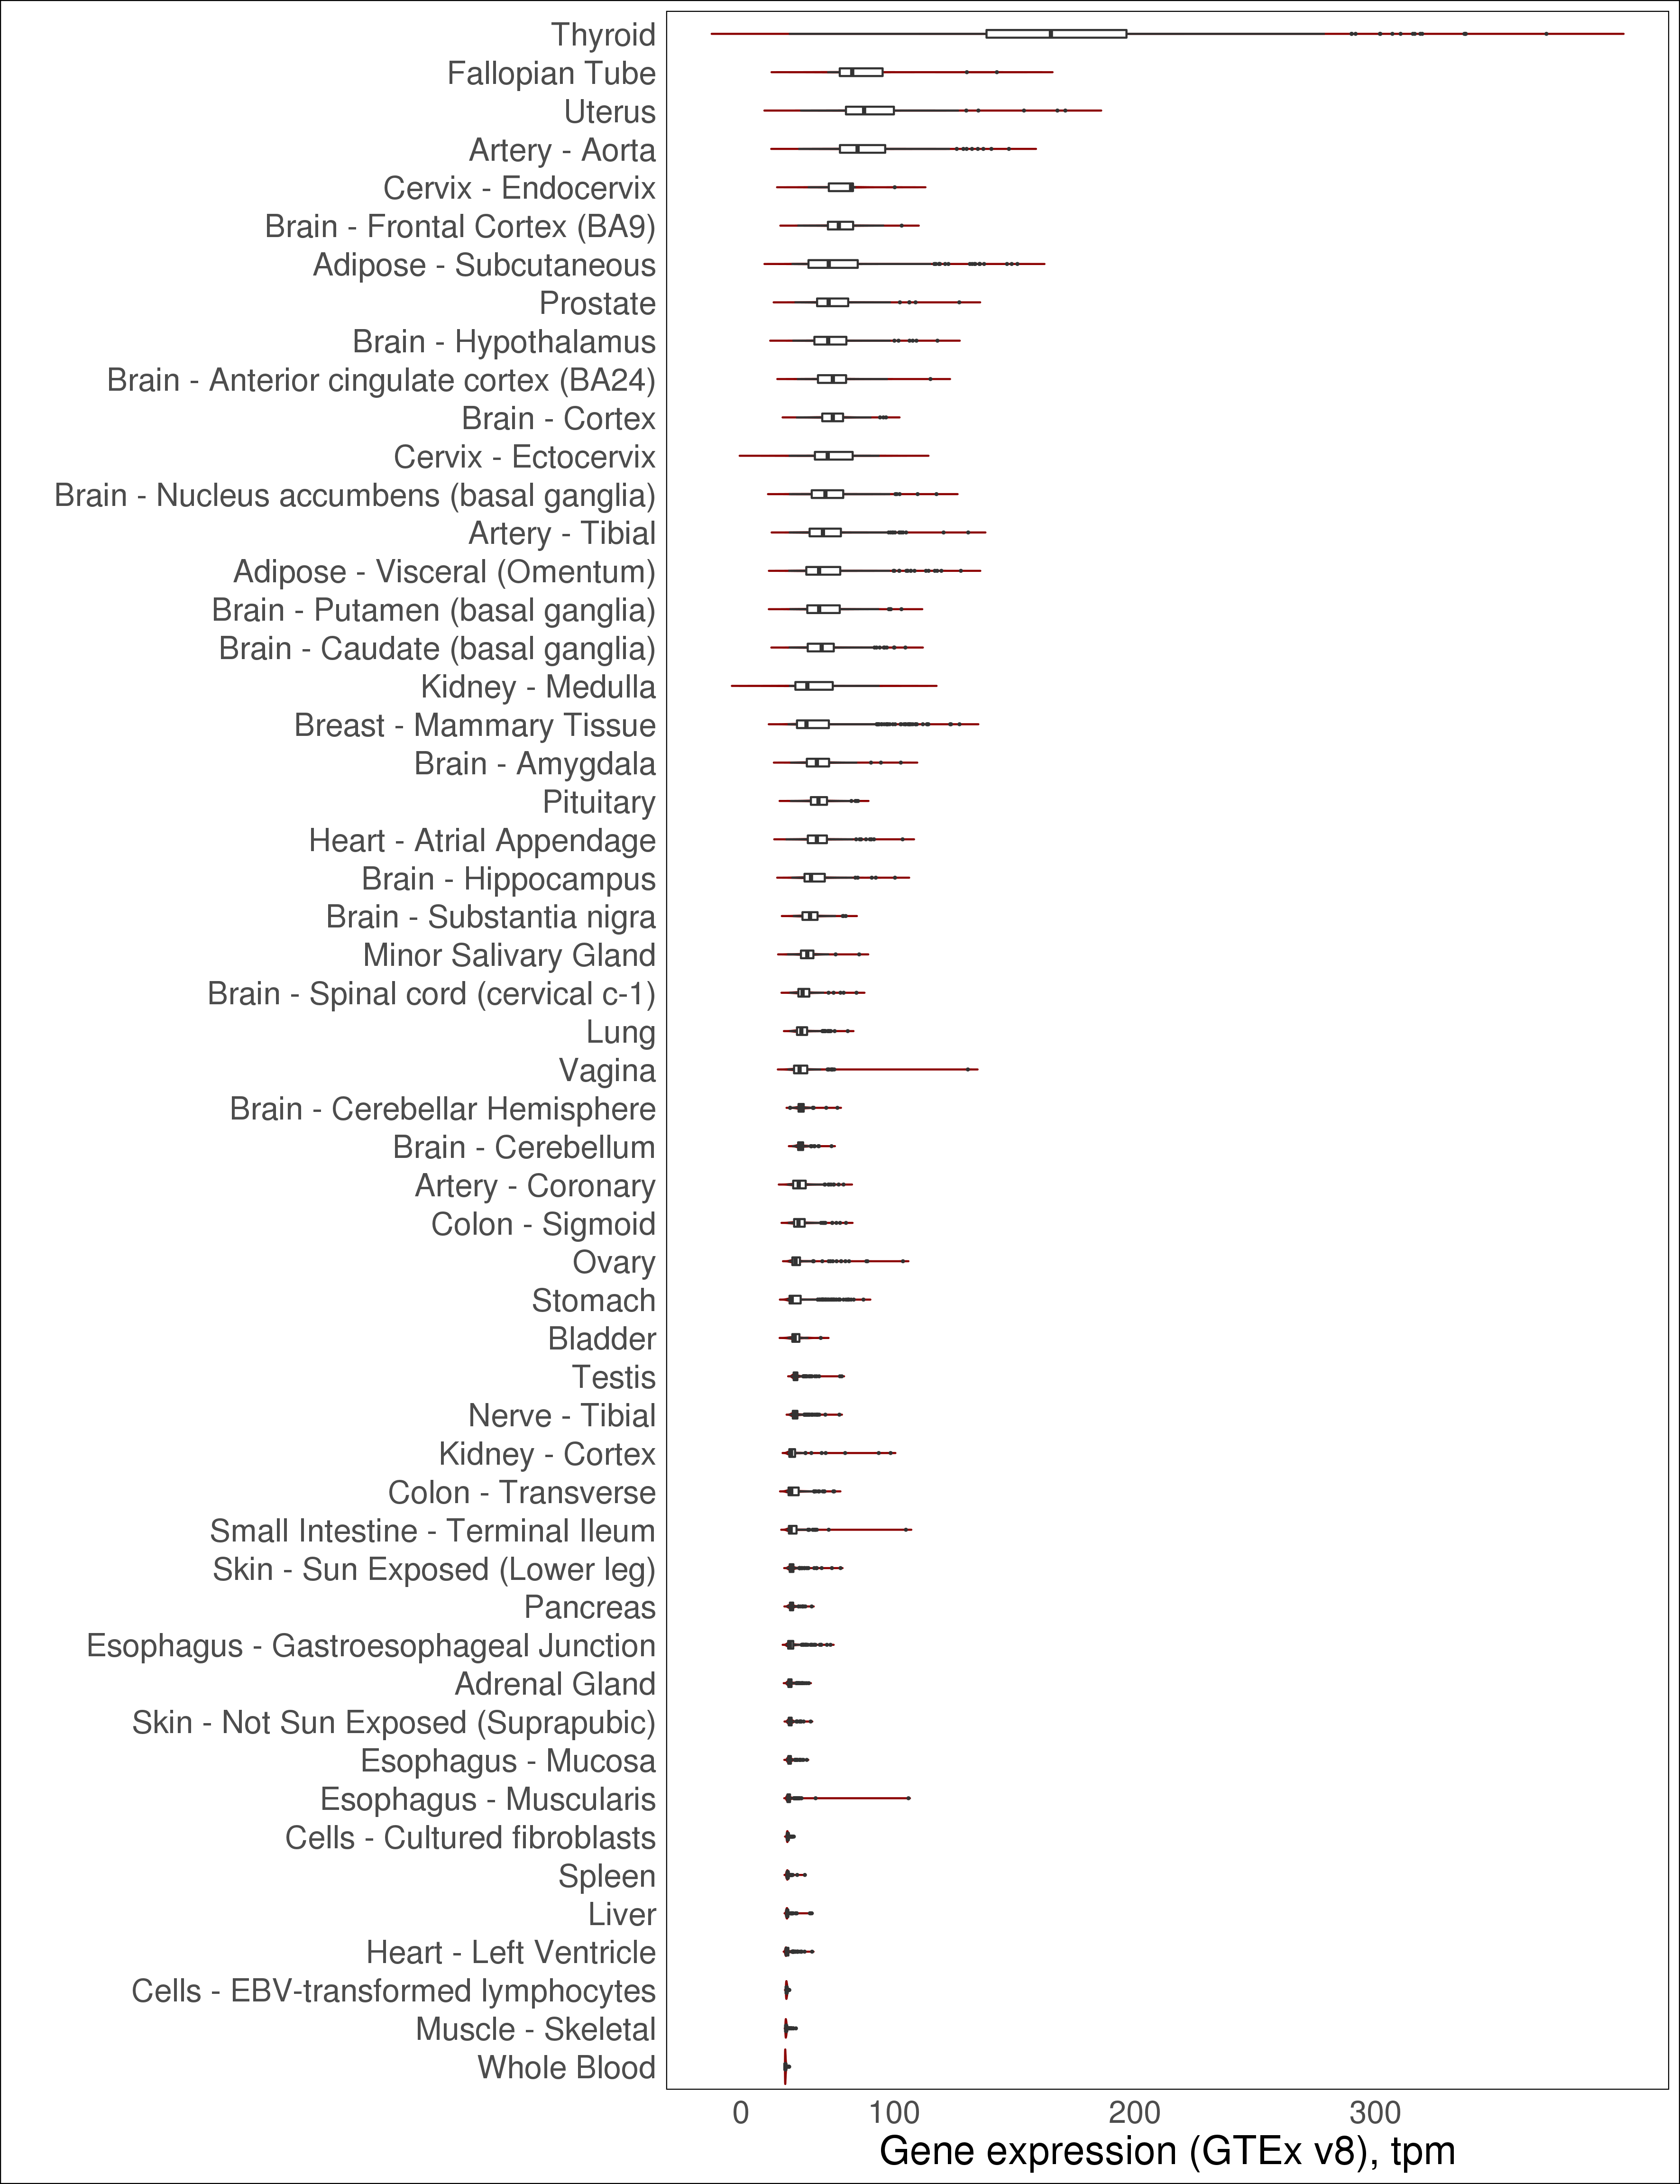 Thyroid
Fallopian Tube
Uterus
Artery - Aorta
Cervix - Endocervix
Brain - Frontal Cortex (BA9)
Adipose - Subcutaneous
Prostate
Brain - Hypothalamus
Brain - Anterior cingulate cortex (BA24)
Brain - Cortex
Cervix - Ectocervix
Brain - Nucleus accumbens (basal ganglia)
Artery - Tibial
Adipose - Visceral (Omentum)
Brain - Putamen (basal ganglia)
Brain - Caudate (basal ganglia)
Kidney - Medulla
Breast - Mammary Tissue
Brain - Amygdala
Pituitary
Heart - Atrial Appendage
Brain - Hippocampus
Brain - Substantia nigra
Minor Salivary Gland
Brain - Spinal cord (cervical c-1)
Lung
Vagina
Brain - Cerebellar Hemisphere
Brain - Cerebellum
Artery - Coronary
Colon - Sigmoid
Ovary
Stomach
Bladder
Testis
Nerve - Tibial
Kidney - Cortex
Colon - Transverse
Small Intestine - Terminal Ileum
Skin - Sun Exposed (Lower leg)
Pancreas
Esophagus - Gastroesophageal Junction
Adrenal Gland
Skin - Not Sun Exposed (Suprapubic)
Esophagus - Mucosa
Esophagus - Muscularis
Cells - Cultured fibroblasts
Spleen
Liver
Heart - Left Ventricle
Cells - EBV-transformed lymphocytes
Muscle - Skeletal
Whole Blood
0 100 200 300
Gene expression (GTEx v8), tpm